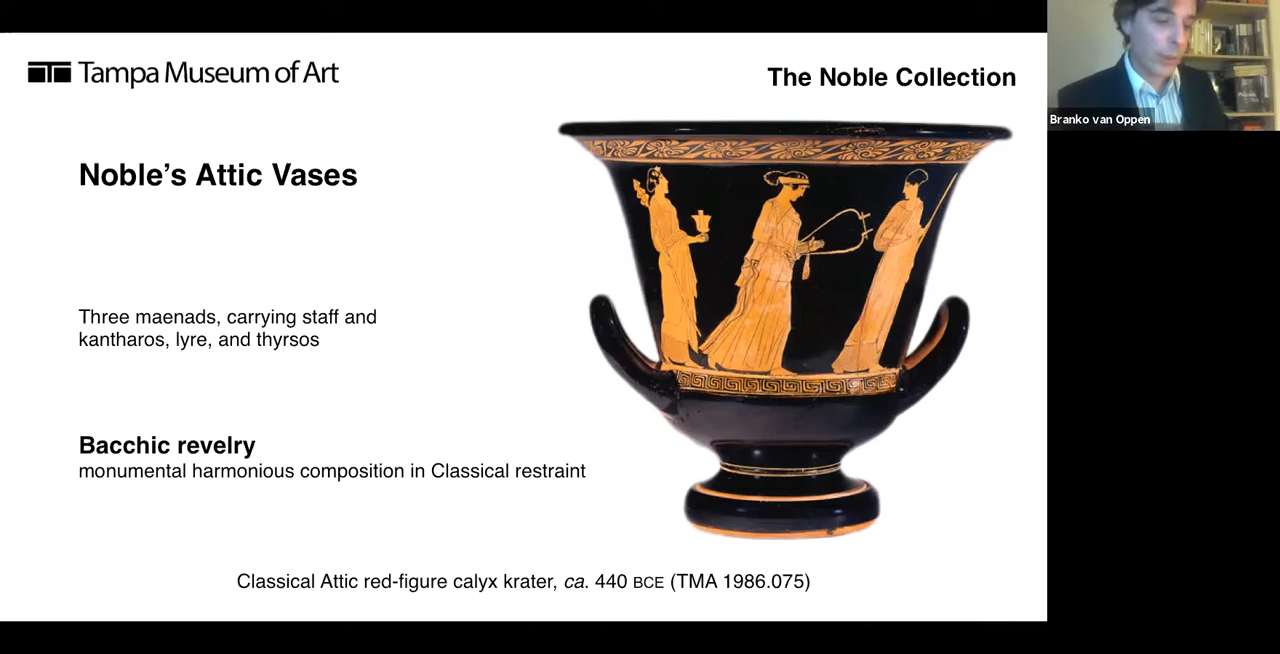 Tampa Museum of Art
The Noble Collection
Branko van Oppen
Noble's Attic Vases
Three maenads, carrying staff and
kantharos, lyre, and thyrsos
Bacchic revelry
monumental harmonious composition in Classical restraint
Classical Attic red-figure calyx krater, ca. 440 BCE (TMA 1986.075)